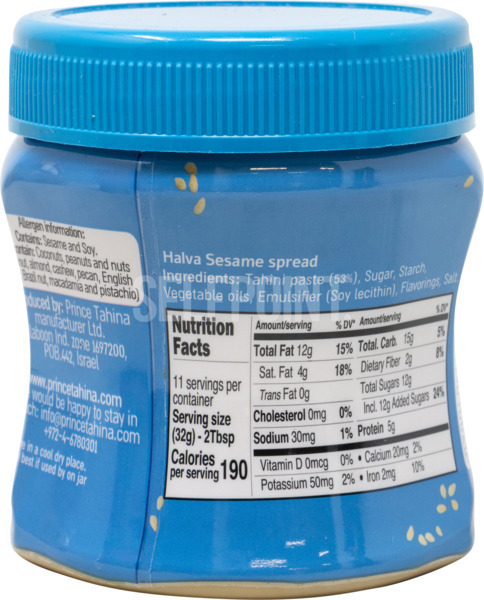 Allergen information:
Contains: Sesame and Soy.
contain: Coconuts, peanuts and nuts
almond, cashew, pecan, English
Brazil nut, macadamia and pistachio)
Prince Tahina
manufacturer Ltd.
Ind. zone 1697200,
POB.442, Israel
www.princetahina.com
would be happy to stay in
info@princetahina.com
+972-4-6780301
in a cool dry place.
best if used by on jar
Halva Sesame spread
Ingredients: Tahini paste (53%), Sugar, Starch,
Vegetable oils, Emulsifier (Soy lecithin), Flavorings, Salt
Nutrition
Facts
11 servings per
container
Serving size
(32g) - 2Tbsp
Calories
per serving 190
Amount/serving % DV* Amount/serving % DV*
Total Fat 12g 15% Total. Carb. 15g 5%
Sat. Fat 4g 18% Dietary Fiber 2g 8%
Trans Fat 0g Total Sugars 12g
Cholesterol 0mg 0% Incl. 12g Added Sugars 24%
Sodium 30mg 1% Protein 5g
Vitamin D 0mcg 0% • Calcium 20mg 2%
Potassium 50mg 2% • Iron 2mg 10%